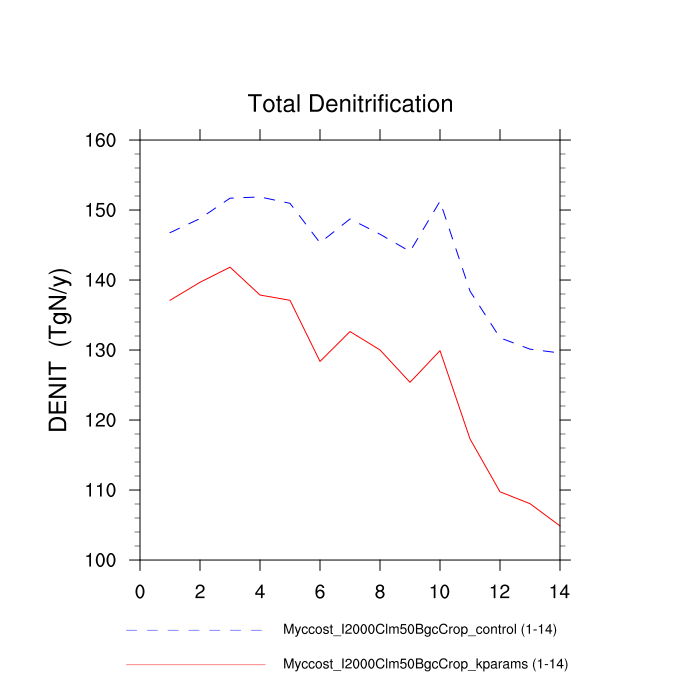 Total Denitrification
DENIT (TgN/y)
160
150
140
130
120
110
100
0 2 4 6 8 10 12 14
Myccost_I2000Clm50BgcCrop_control (1-14)
Myccost_I2000Clm50BgcCrop_kparams (1-14)